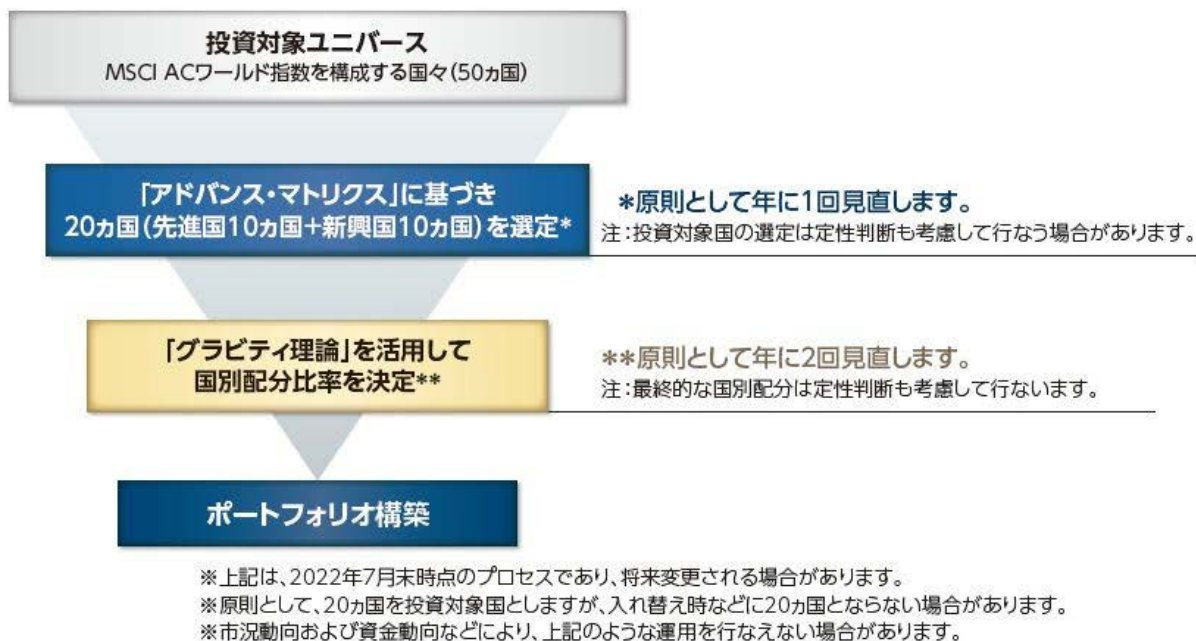 投資対象ユニバース
MSCI ACワールド指数を構成する国々(50ヵ国)
「アドバンス・マトリクス」に基づき
20ヵ国(先進国10ヵ国+新興国10ヵ国)を選定*
*原則として年に1回見直します。
注:投資対象国の選定は定性判断も考慮して行なう場合があります。
「グラビティ理論」を活用して
国別配分比率を決定**
**原則として年に2回見直します。
注:最終的な国別配分は定性判断も考慮して行ないます。
ポートフォリオ構築
※上記は、2022年7月末時点のプロセスであり、将来変更される場合があります。
※原則として、20ヵ国を投資対象国としますが、入れ替え時などに20ヵ国とならない場合があります。
※市況動向および資金動向などにより、上記のような運用を行なえない場合があります。